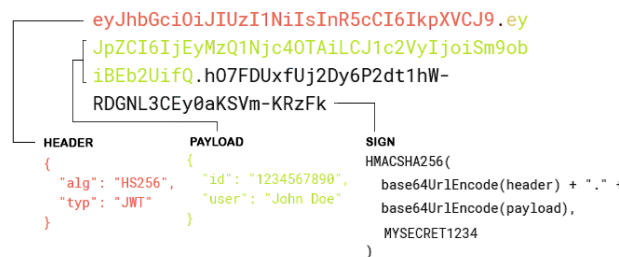 eyJhbGciOiJIUzI1NiIsInR5cCI6IkpXVCJ9.ey
JpZCI6IjEyMzQ1Njc4OTAiLCJ1c2VyIjoiSm9ob
iBEb2UifQ.hO7FDUxfUj2Dy6P2dt1hW-
RDGNL3CEy0aKSVm-KRzFk
HEADER
{
"alg": "HS256",
"typ": "JWT"
}
PAYLOAD
{
"id": "1234567890",
"user": "John Doe"
}
SIGN
HMACSHA256(
base64UrlEncode(header) + "." +
base64UrlEncode(payload),
MYSECRET1234
)